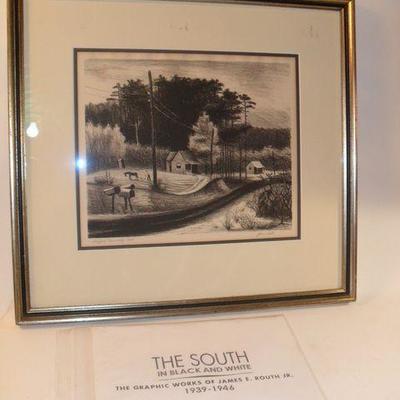 THE SOUTH
IN BLACK AND WHITE
THE GRAPHIC WORKS OF JAMES E. ROUTH JR.
1939-1946